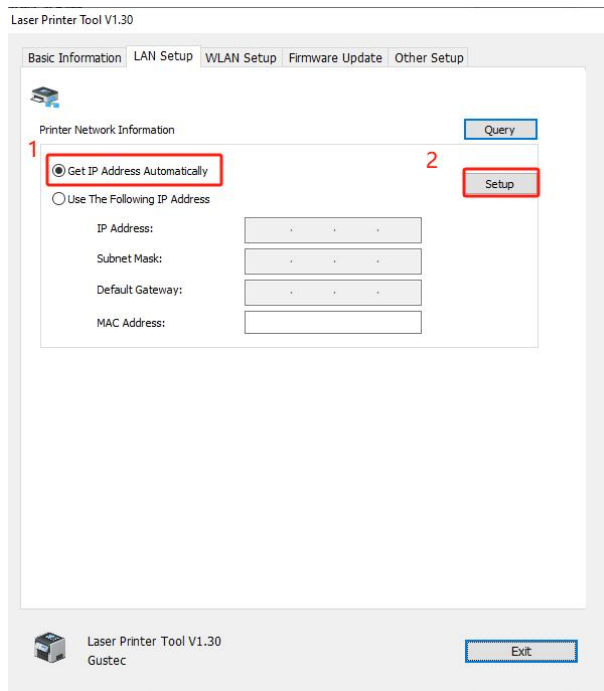 Laser Printer Tool V1.30
Basic Information LAN Setup WLAN Setup Firmware Update Other Setup
Printer Network Information
Query
1
Get IP Address Automatically
2
Setup
Use The Following IP Address
IP Address:
Subnet Mask:
Default Gateway:
MAC Address:
Laser Printer Tool V1.30
Gustec
Exit